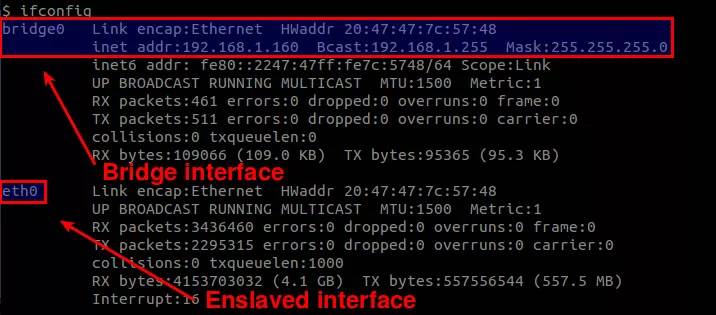 $ ifconfig
bridge0 Link encap:Ethernet HWaddr 20:47:47:7c:57:48
inet addr:192.168.1.160 Bcast:192.168.1.255 Mask:255.255.255.0
inet6 addr: fe80::2247:47ff:fe7c:5748/64 Scope:Link
UP BROADCAST RUNNING MULTICAST MTU:1500 Metric:1
RX packets:461 errors:0 dropped:0 overruns:0 frame:0
TX packets:511 errors:0 dropped:0 overruns:0 carrier:0
collisions:0 txqueuelen:0
RX bytes:109066 (109.0 KB) TX bytes:95365 (95.3 KB)
Bridge interface
eth0 Link encap:Ethernet HWaddr 20:47:47:7c:57:48
UP BROADCAST RUNNING MULTICAST MTU:1500 Metric:1
RX packets:3436460 errors:0 dropped:0 overruns:0 frame:0
TX packets:2295315 errors:0 dropped:0 overruns:0 carrier:0
collisions:0 txqueuelen:1000
RX bytes:4153703032 (4.1 GB) TX bytes:557556544 (557.5 MB)
Interrupt:16
Enslaved interface